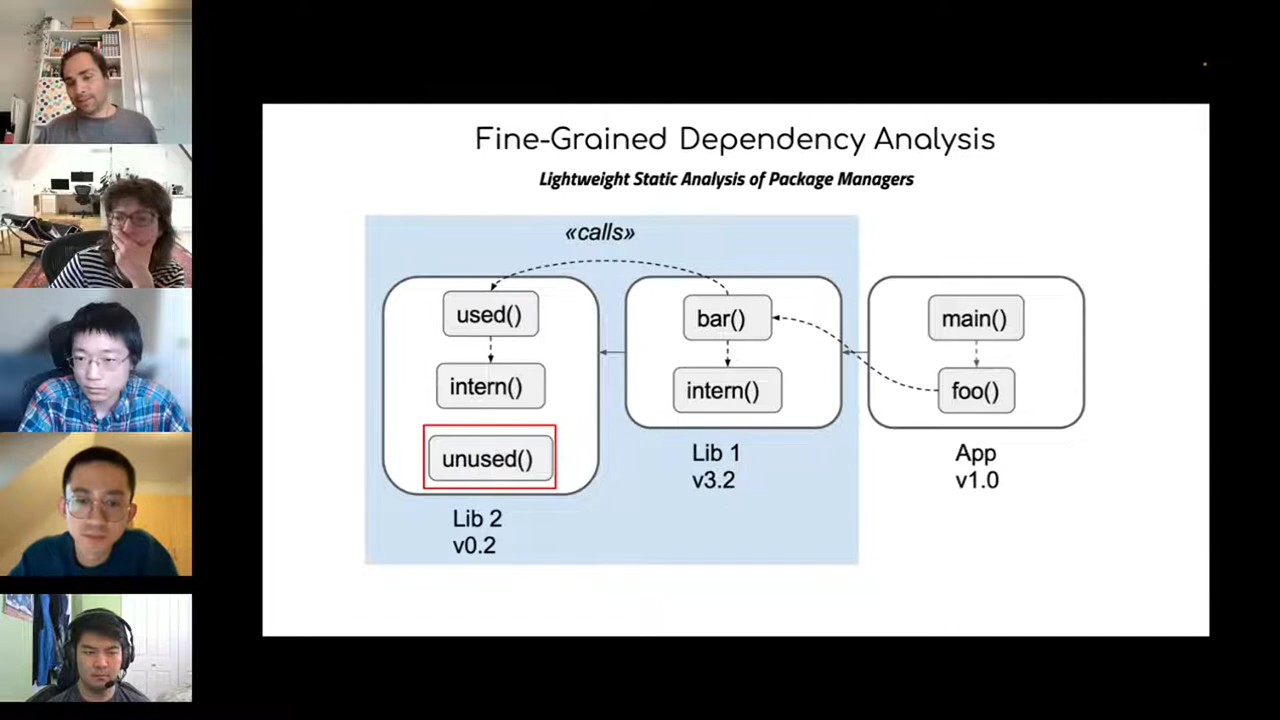 Fine-Grained Dependency Analysis
Lightweight Static Analysis of Package Managers
«calls»
used()
intern()
unused()
Lib 2
v0.2
bar()
intern()
Lib 1
v3.2
main()
foo()
App
v1.0